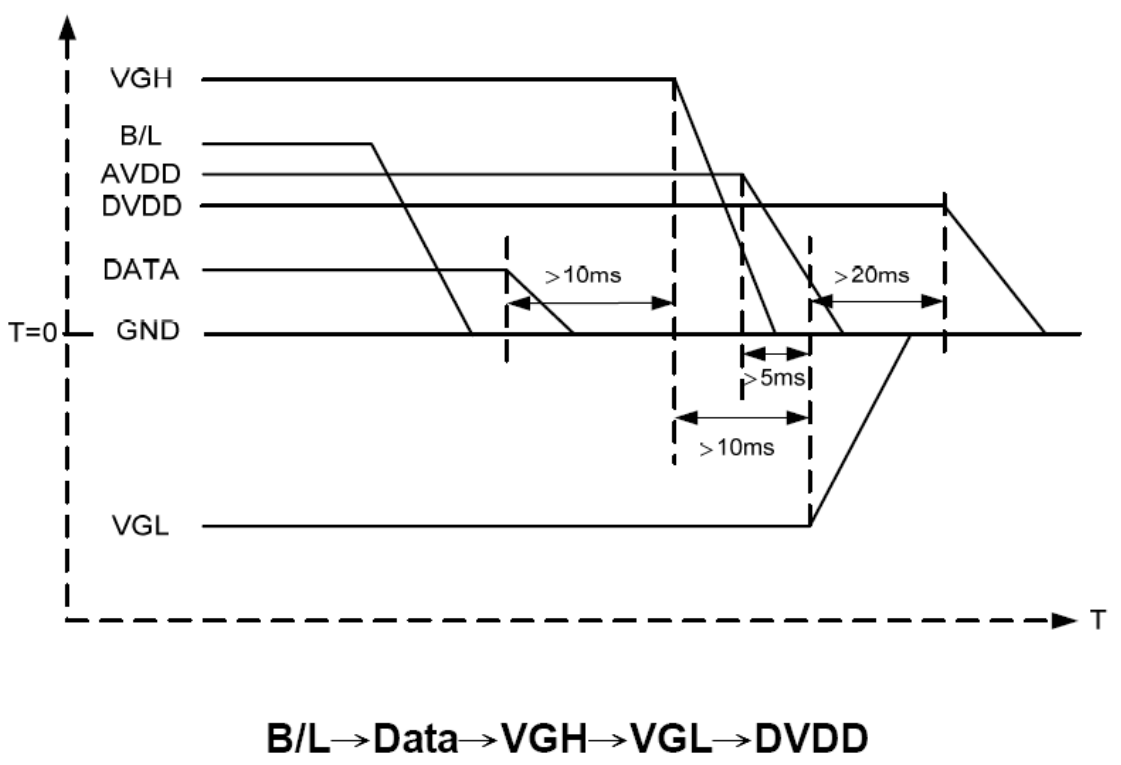 VGH
B/L
AVDD
DVDD
DATA
>10ms
>20ms
T=0
GND
>5ms
>10ms
VGL
T
B/L→Data→VGH→VGL→DVDD